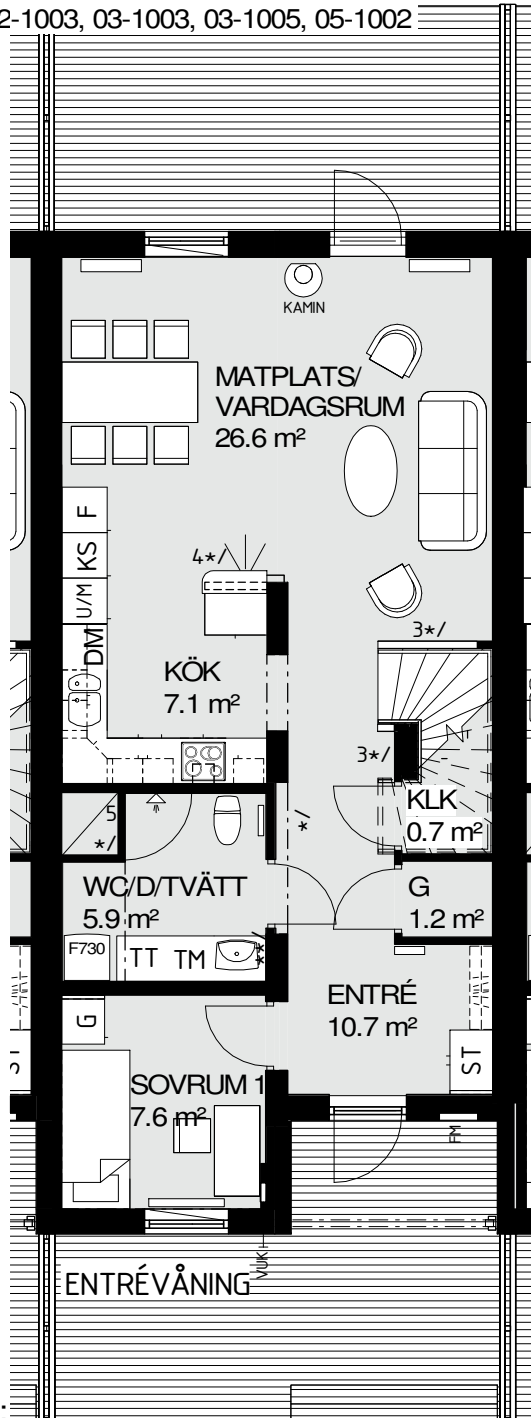 2-1003, 03-1003, 03-1005, 05-1002
KAMIN
MATPLATS/
VARDAGSRUM
26.6 m²
F
KS
U/M
DM
4*/
3*/
KÖK
7.1 m²
3*/
KLK
0.7 m²
5
*/
*/
WC/D/TVÄTT
5.9 m²
G
1.2 m²
F730
TT TM
**/
ENTRÉ
10.7 m²
G
ST
ST
SOVRUM 1
7.6 m²
FM
VUK
ENTRÉVÅNING